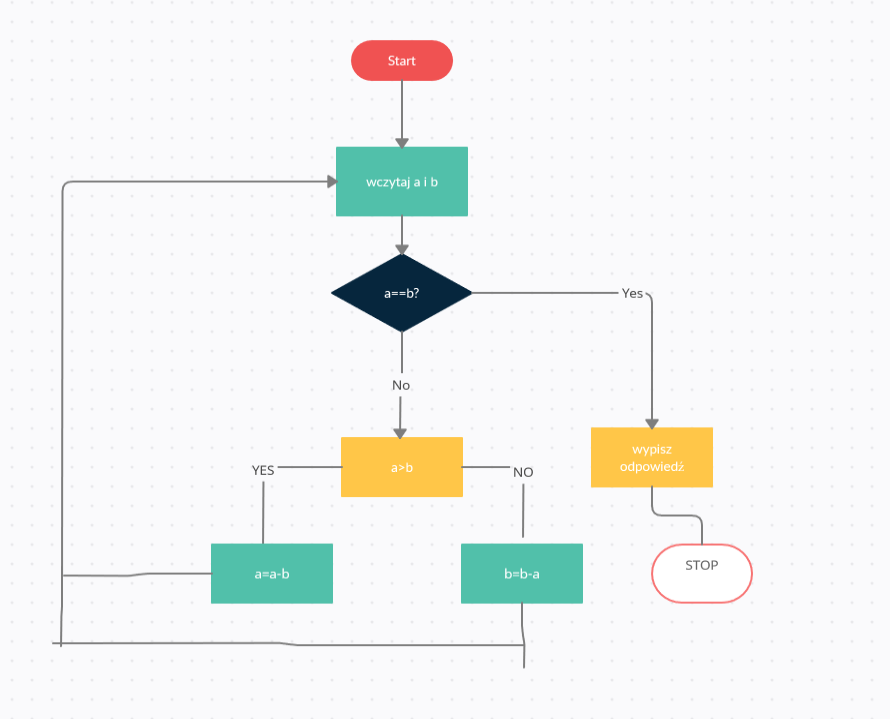 Start
wczytaj a i b
a==b?
Yes
No
a>b
YES
NO
wypisz
odpowiedź
a=a-b
b=b-a
STOP